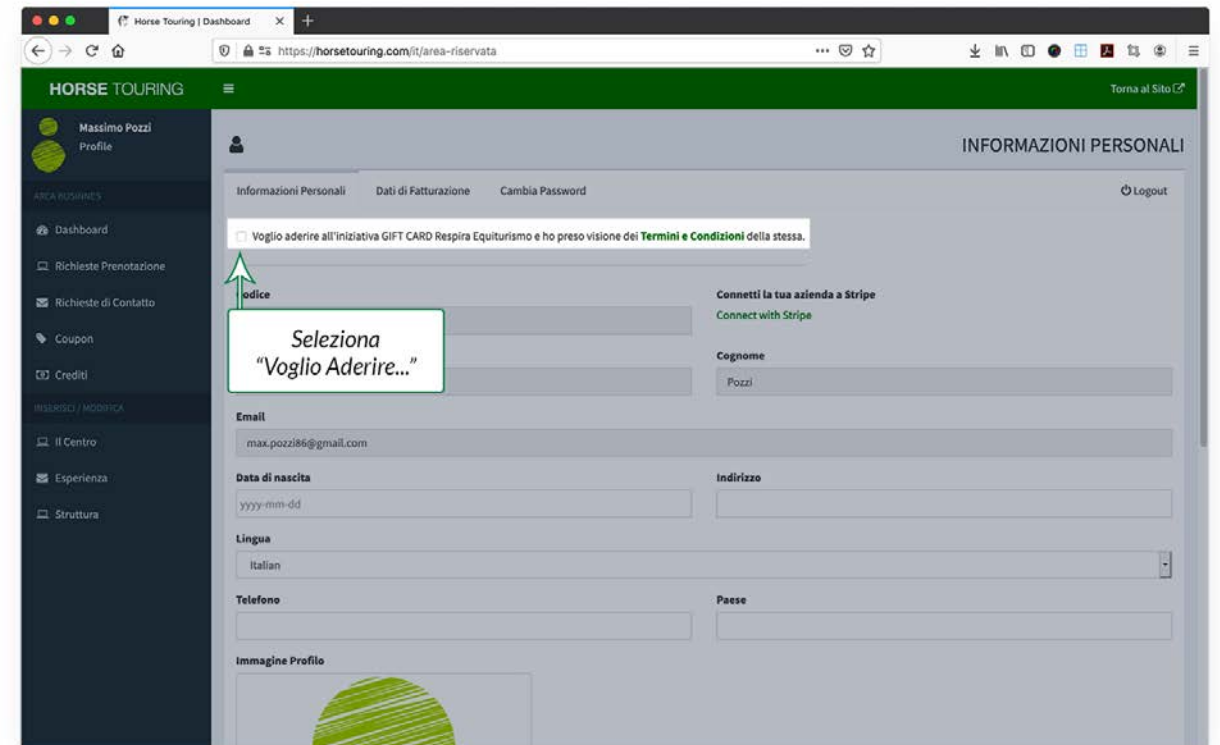 Horse Touring | Dashboard
https://horsetouring.com/it/area-riservata
HORSE TOURING
Torna al Sito
Massimo Pozzi
Profile
INFORMAZIONI PERSONALI
AREA BUSINNES
Informazioni Personali Dati di Fatturazione Cambia Password Logout
Dashboard
Voglio aderire all'iniziativa GIFT CARD Respira Equiturismo e ho preso visione dei Termini e Condizioni della stessa.
Richieste Prenotazione
Richieste di Contatto
Coupon
Crediti
INSERISCI / MODIFICA
Il Centro
Esperienza
Struttura
Connetti la tua azienda a Stripe
Connect with Stripe
Seleziona
“Voglio Aderire...”
Cognome
Pozzi
Email
max.pozzi86@gmail.com
Data di nascita Indirizzo
yyyy-mm-dd
Lingua
Italian
Telefono Paese
Immagine Profilo